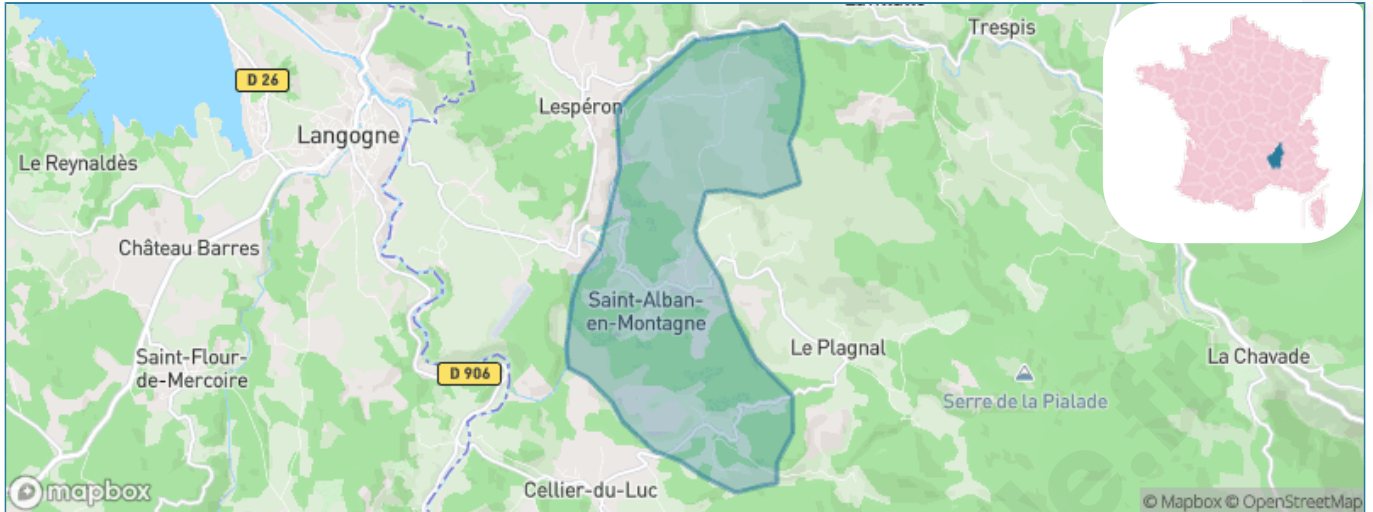 Trespis
D 26
Lespéron
Langogne
Le Reynaldès
Château Barres
Saint-Alban-
en-Montagne
Le Plagnal
Saint-Flour-
de-Mercoire
La Chavade
D 906
Serre de la Pialade
Cellier-du-Luc
mapbox
© Mapbox © OpenStreetMap